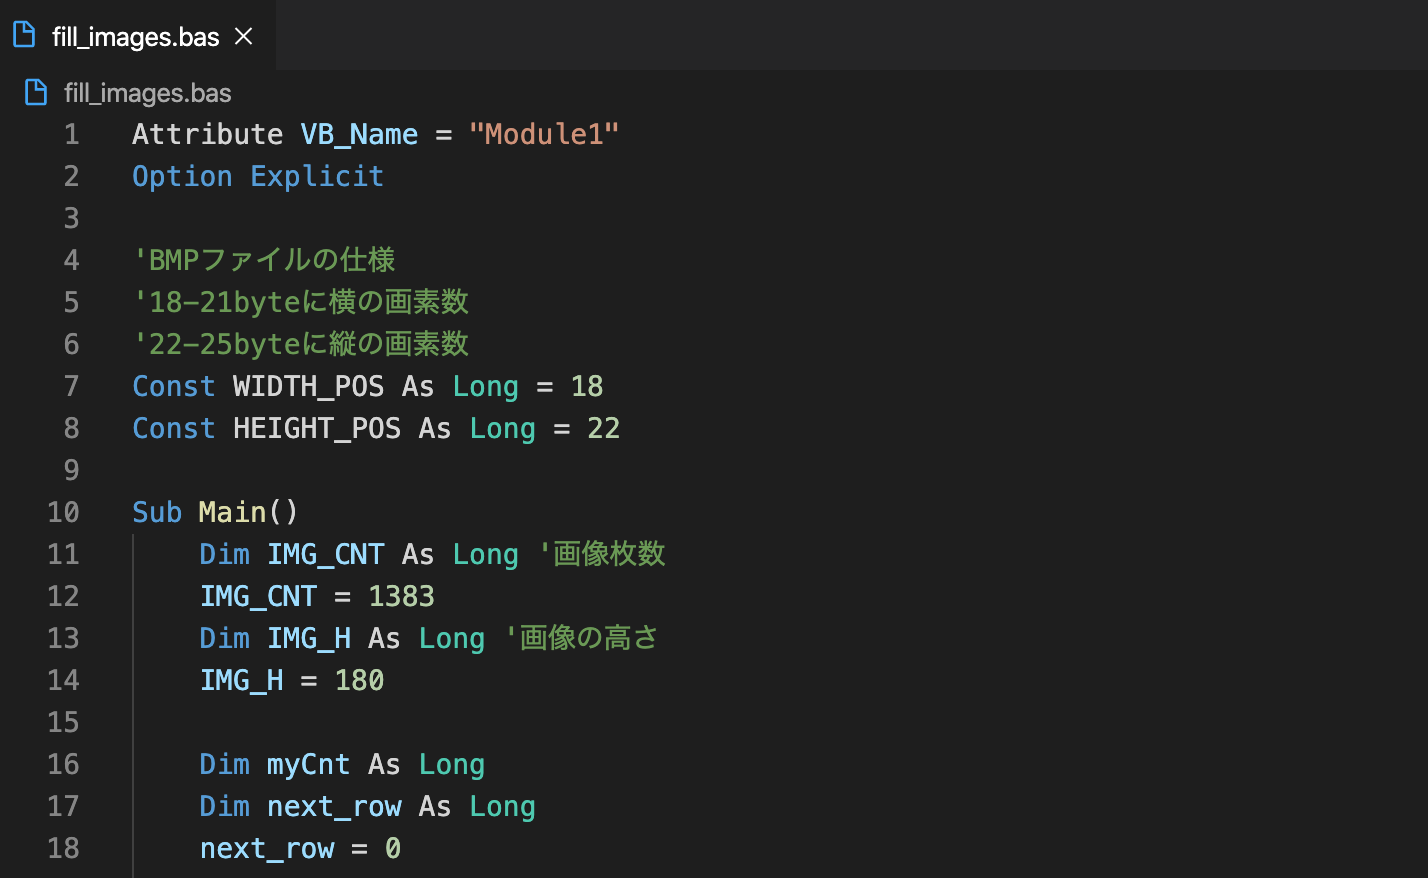 fill_images.bas
fill_images.bas
1 Attribute VB_Name = "Module1"
2 Option Explicit
3
4 'BMPファイルの仕様
5 '18-21byteに横の画素数
6 '22-25byteに縦の画素数
7 Const WIDTH_POS As Long = 18
8 Const HEIGHT_POS As Long = 22
9
10 Sub Main()
11 Dim IMG_CNT As Long '画像枚数
12 IMG_CNT = 1383
13 Dim IMG_H As Long '画像の高さ
14 IMG_H = 180
15
16 Dim myCnt As Long
17 Dim next_row As Long
18 next_row = 0